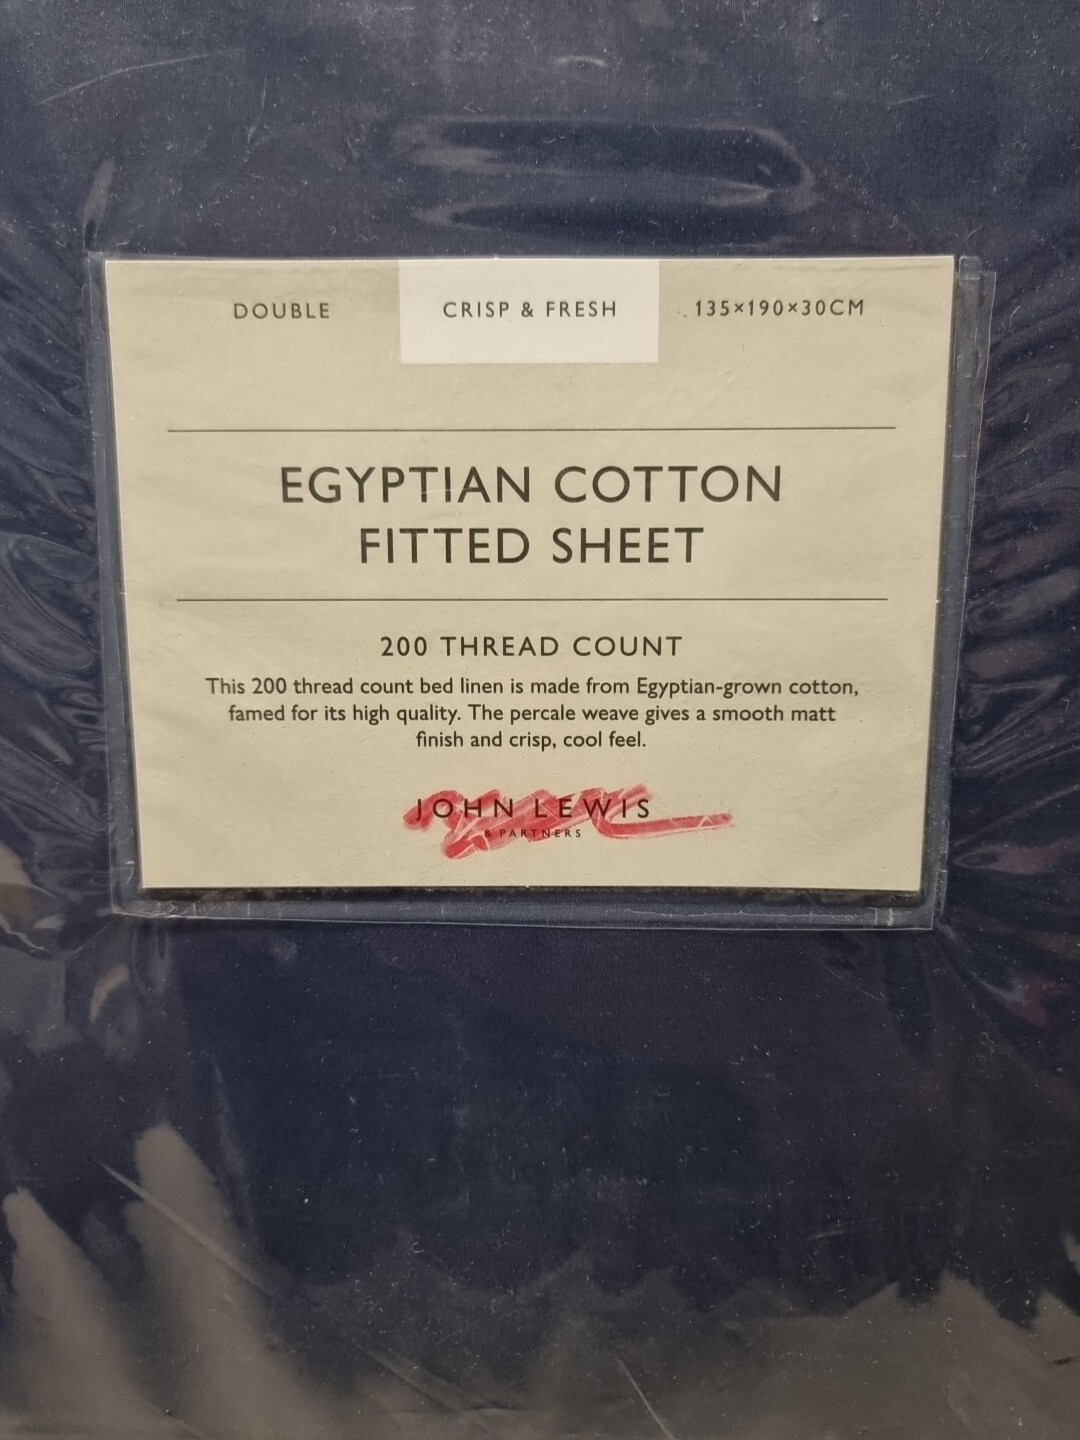 DOUBLE CRISP & FRESH 135×190×30CM
EGYPTIAN COTTON
FITTED SHEET
200 THREAD COUNT
This 200 thread count bed linen is made from Egyptian-grown cotton,
famed for its high quality. The percale weave gives a smooth matt
finish and crisp, cool feel.
JOHN LEWIS
& PARTNERS